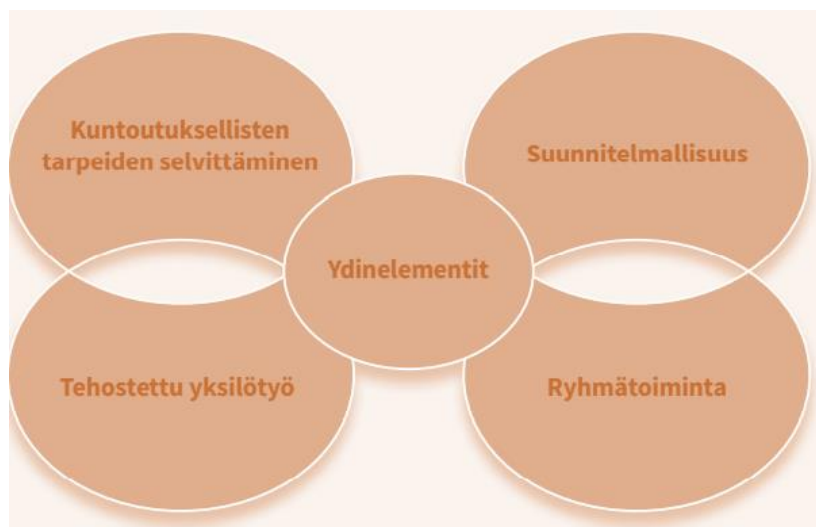 Kuntoutuksellisten
tarpeiden selvittäminen
Suunnitelmallisuus
Ydinelementit
Tehostettu yksilötyö
Ryhmätoiminta